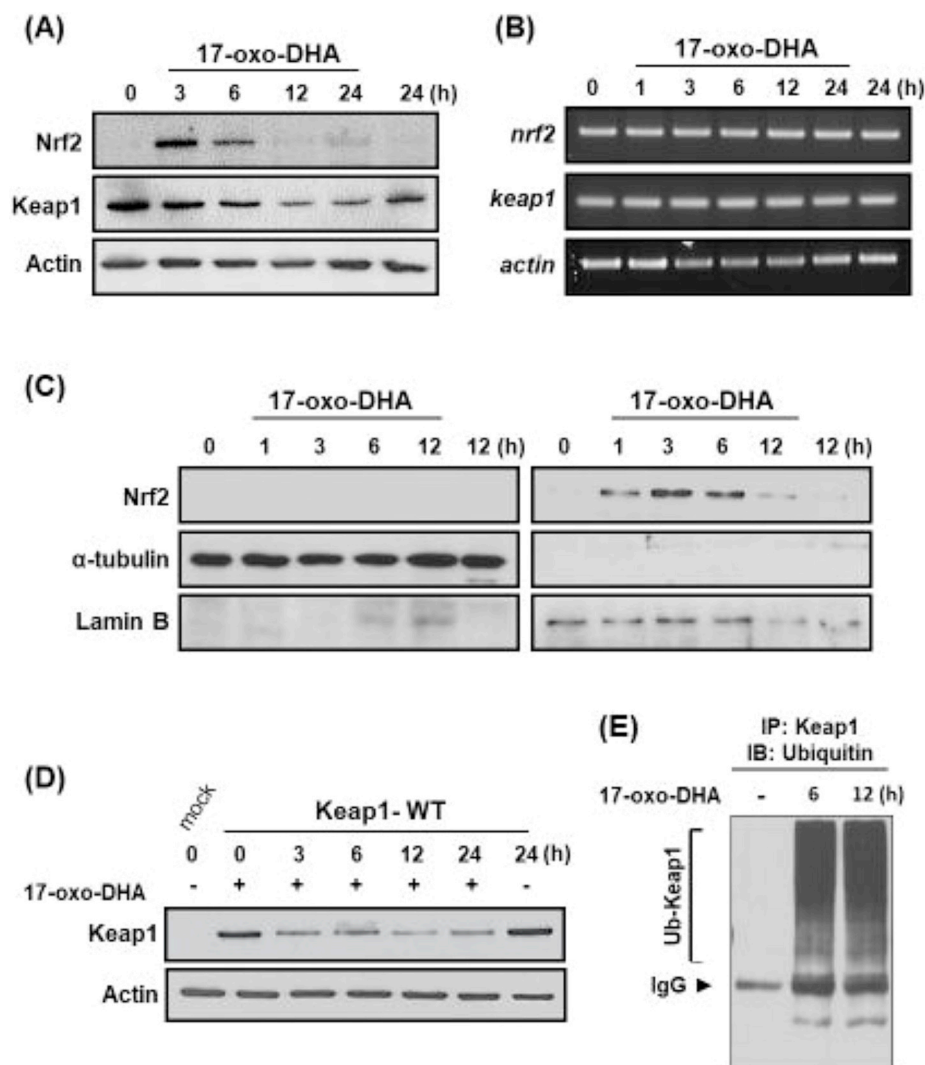 (A)
17-oxo-DHA
0 3 6 12 24 24 (h)
Nrf2
Keap1
Actin
(B)
17-oxo-DHA
0 1 3 6 12 24 24 (h)
nrf2
keap1
actin
(C)
17-oxo-DHA 17-oxo-DHA
0 1 3 6 12 12 (h) 0 1 3 6 12 12 (h)
Nrf2
α-tubulin
Lamin B
(D)
mock Keap1- WT
0 0 3 6 12 24 24 (h)
17-oxo-DHA - + + + + + -
Keap1
Actin
(E)
IP: Keap1
IB: Ubiquitin
17-oxo-DHA - 6 12 (h)
Ub-Keap1
IgG ►